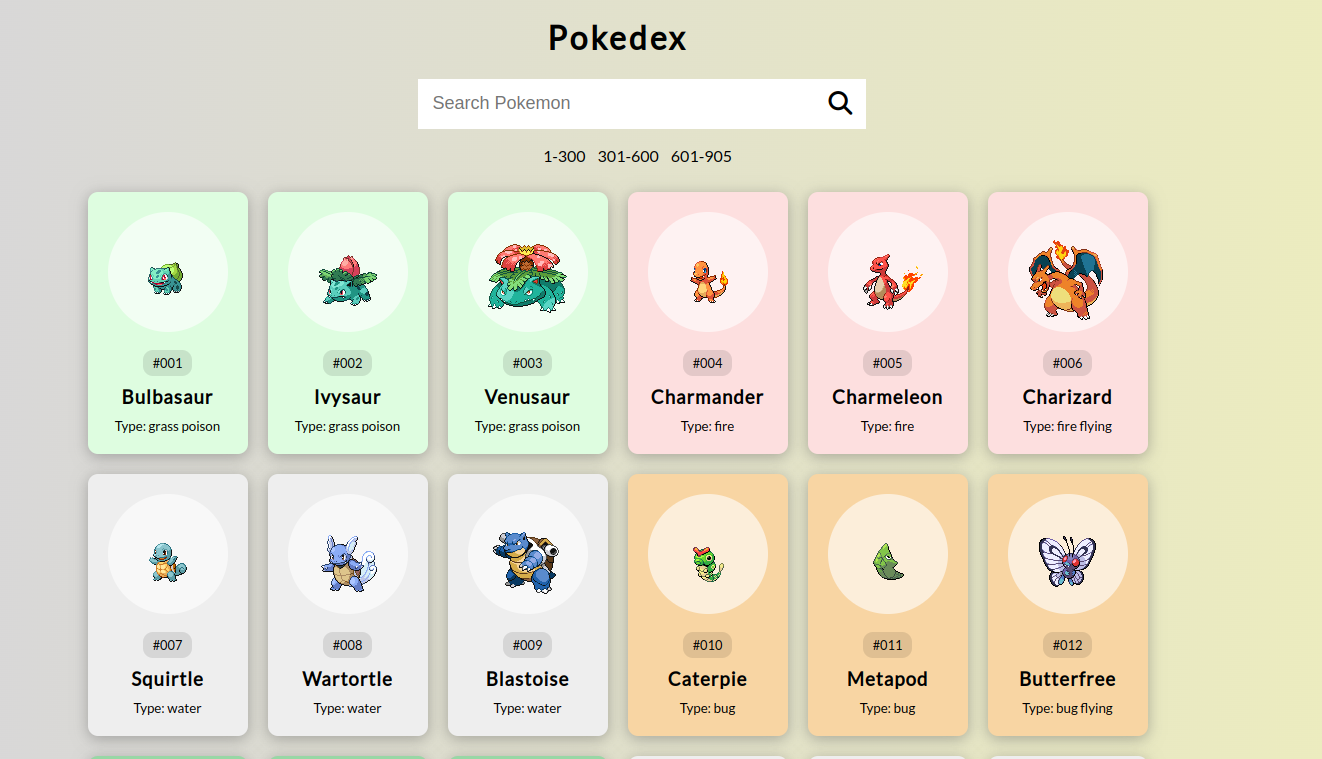 Pokedex
Search Pokemon
1-300 301-600 601-905
#001 #002 #003 #004 #005 #006
Bulbasaur Ivysaur Venusaur Charmander Charmeleon Charizard
Type: grass poison Type: grass poison Type: grass poison Type: fire Type: fire Type: fire flying
#007 #008 #009 #010 #011 #012
Squirtle Wartortle Blastoise Caterpie Metapod Butterfree
Type: water Type: water Type: water Type: bug Type: bug Type: bug flying